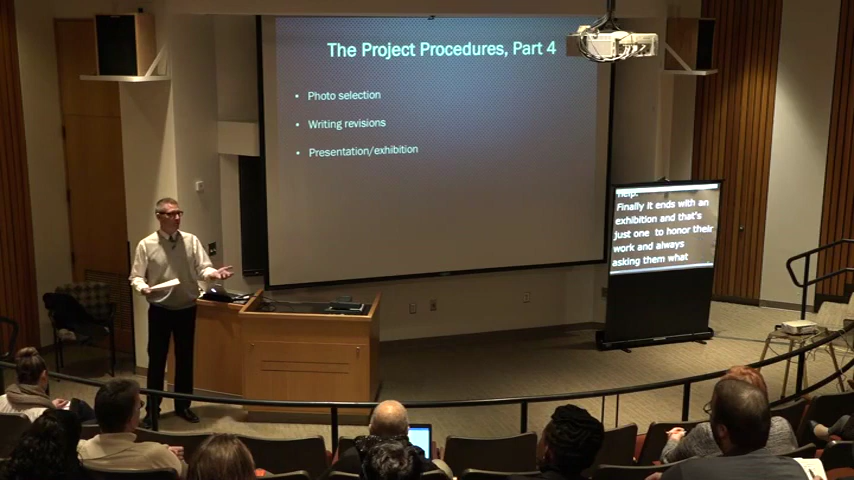 The Project Procedures, Part 4
• Photo selection
• Writing revisions
• Presentation/exhibition
help.
Finally it ends with an
exhibition and that's
just one to honor their
work and always
asking them what